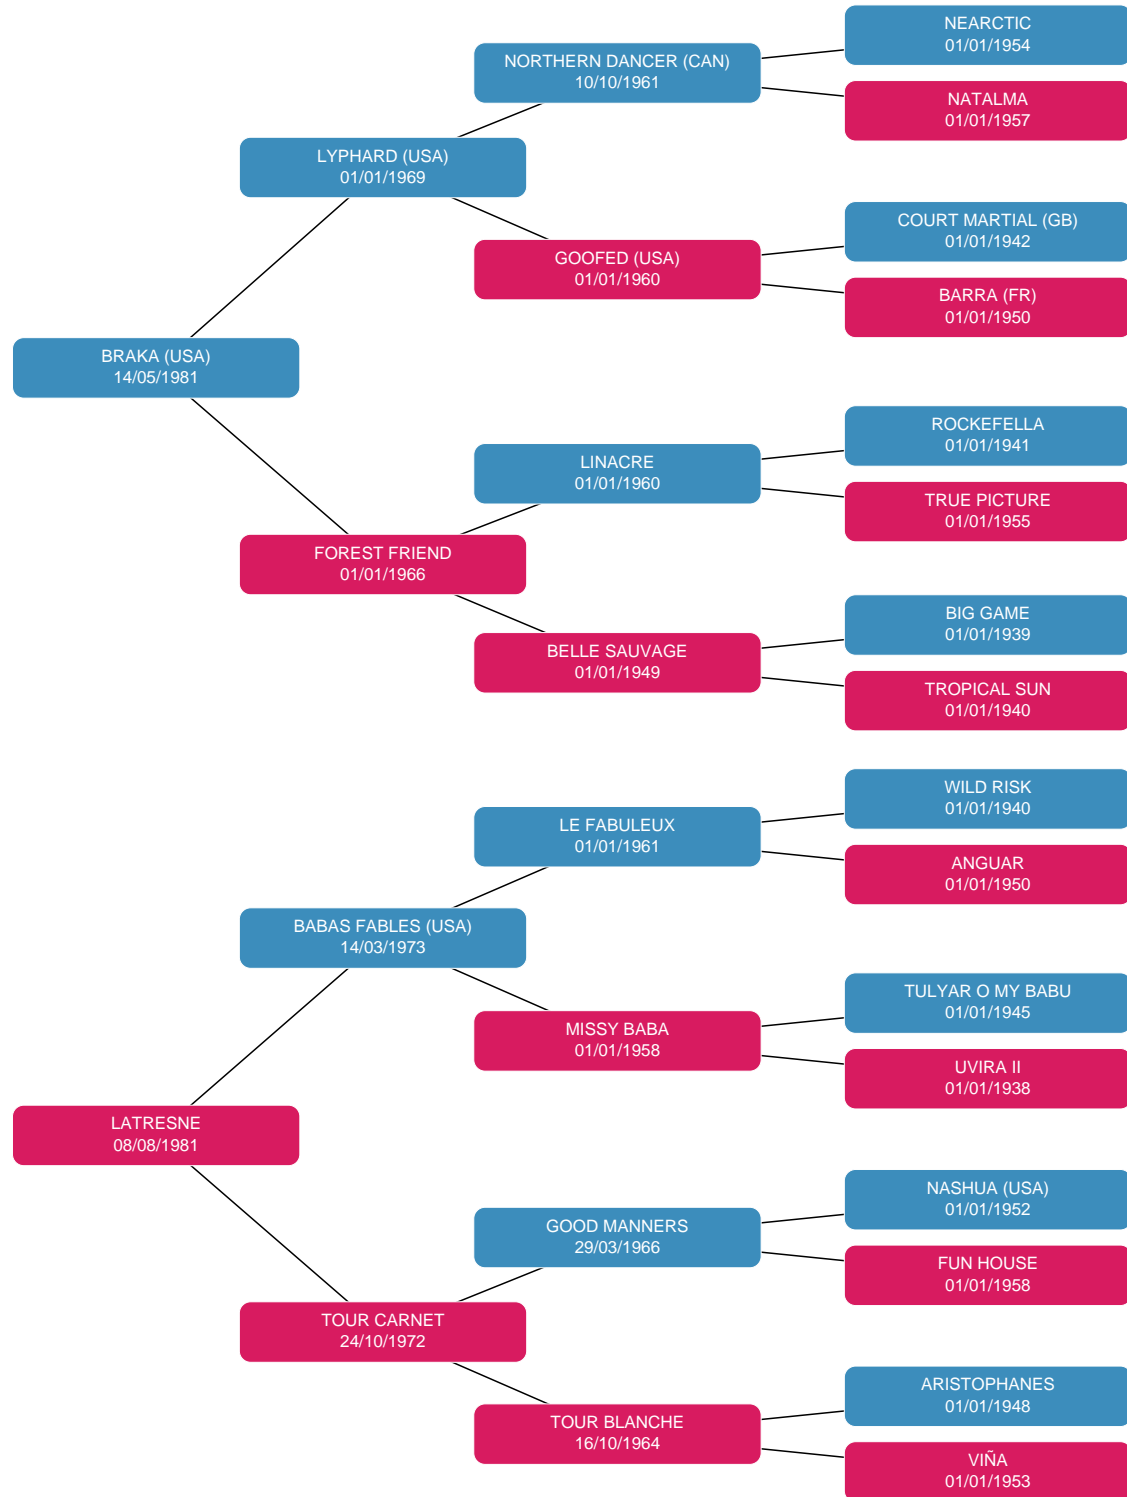 NEARCTIC
01/01/1954
NORTHERN DANCER (CAN)
10/10/1961
NATALMA
01/01/1957
LYPHARD (USA)
01/01/1969
COURT MARTIAL (GB)
01/01/1942
GOOFED (USA)
01/01/1960
BARRA (FR)
01/01/1950
BRAKA (USA)
14/05/1981
ROCKEFELLA
01/01/1941
LINACRE
01/01/1960
TRUE PICTURE
01/01/1955
FOREST FRIEND
01/01/1966
BIG GAME
01/01/1939
BELLE SAUVAGE
01/01/1949
TROPICAL SUN
01/01/1940
WILD RISK
01/01/1940
LE FABULEUX
01/01/1961
ANGUAR
01/01/1950
BABAS FABLES (USA)
14/03/1973
TULYAR O MY BABU
01/01/1945
MISSY BABA
01/01/1958
UVIRA II
01/01/1938
LATRESNE
08/08/1981
NASHUA (USA)
01/01/1952
GOOD MANNERS
29/03/1966
FUN HOUSE
01/01/1958
TOUR CARNET
24/10/1972
ARISTOPHANES
01/01/1948
TOUR BLANCHE
16/10/1964
VIÑA
01/01/1953